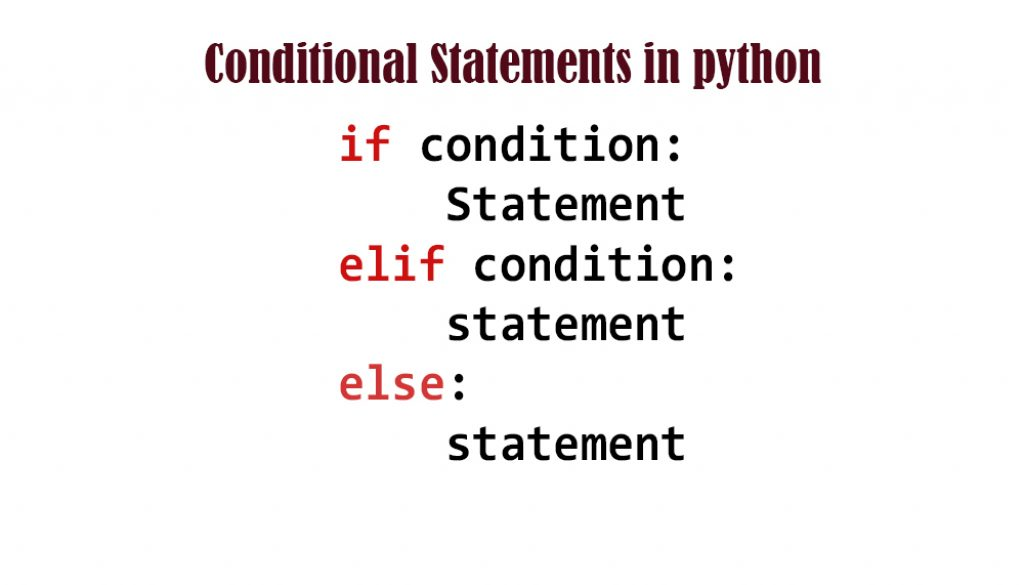 Conditional Statements in python
if condition:
    Statement
elif condition:
    statement
else:
    statement